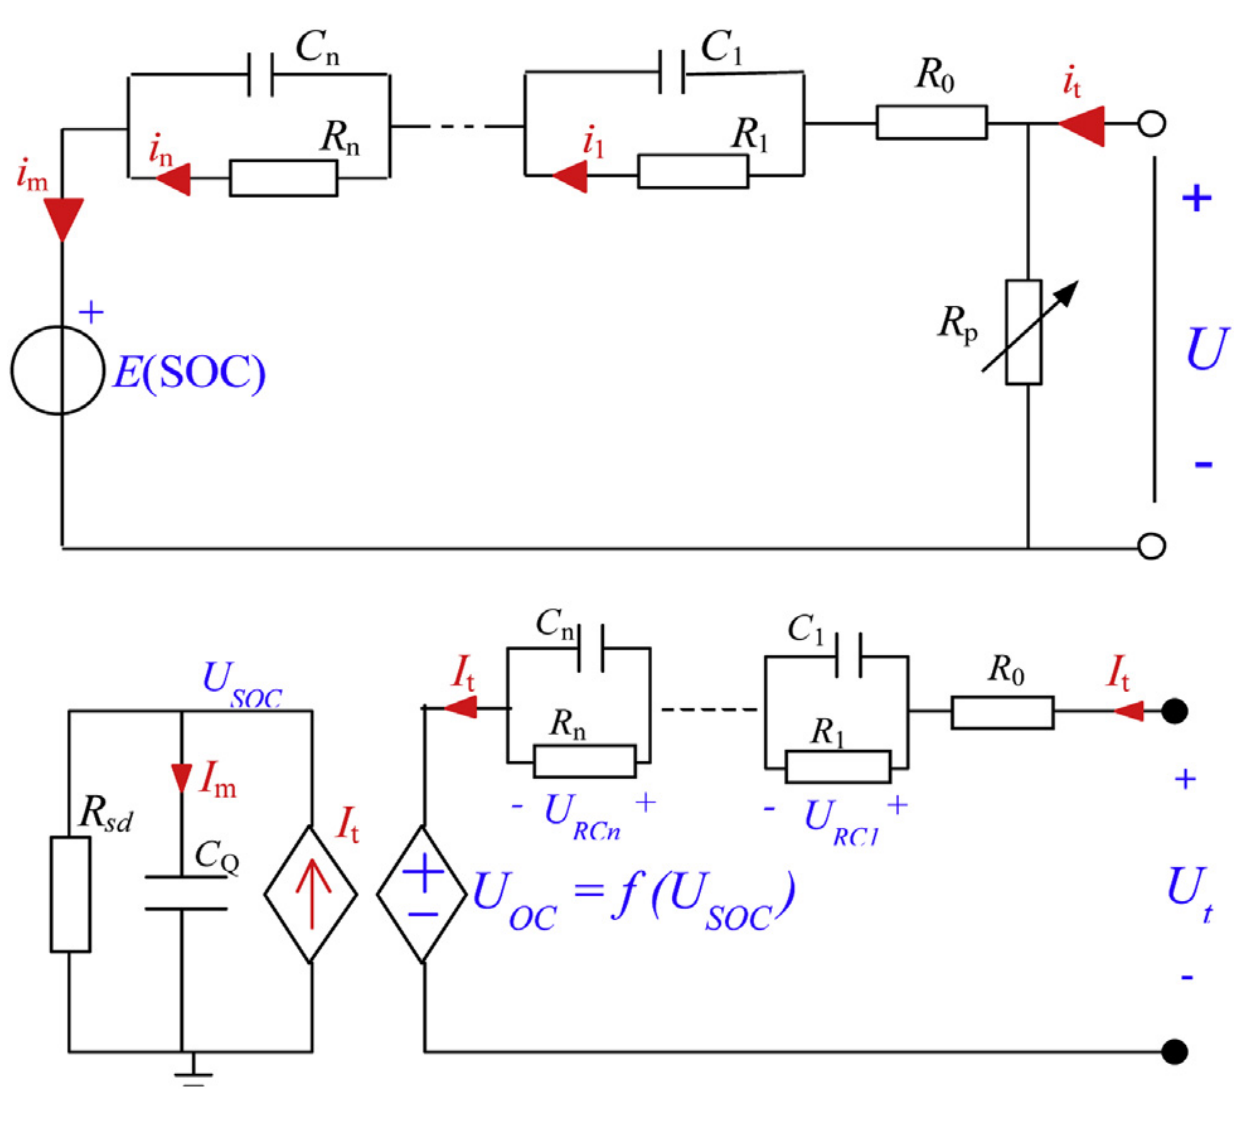 Cn
C1
R0
it
Rn
R1
in
i1
im
+
+
E(SOC)
Rp
U
-
Cn
C1
USOC
It
R0
It
Rn
R1
Im
+
- URCn +
- URC1 +
Rsd
It
CQ
+
UOC = f (USOC)
Ut
−
-